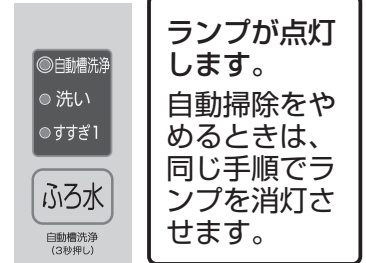 自動槽洗浄
洗い
すすぎ1
ふろ水
自動槽洗浄
(3秒押し)
ランプが点灯
します。
自動掃除をや
めるときは、
同じ手順でラ
ンプを消灯さ
せます。